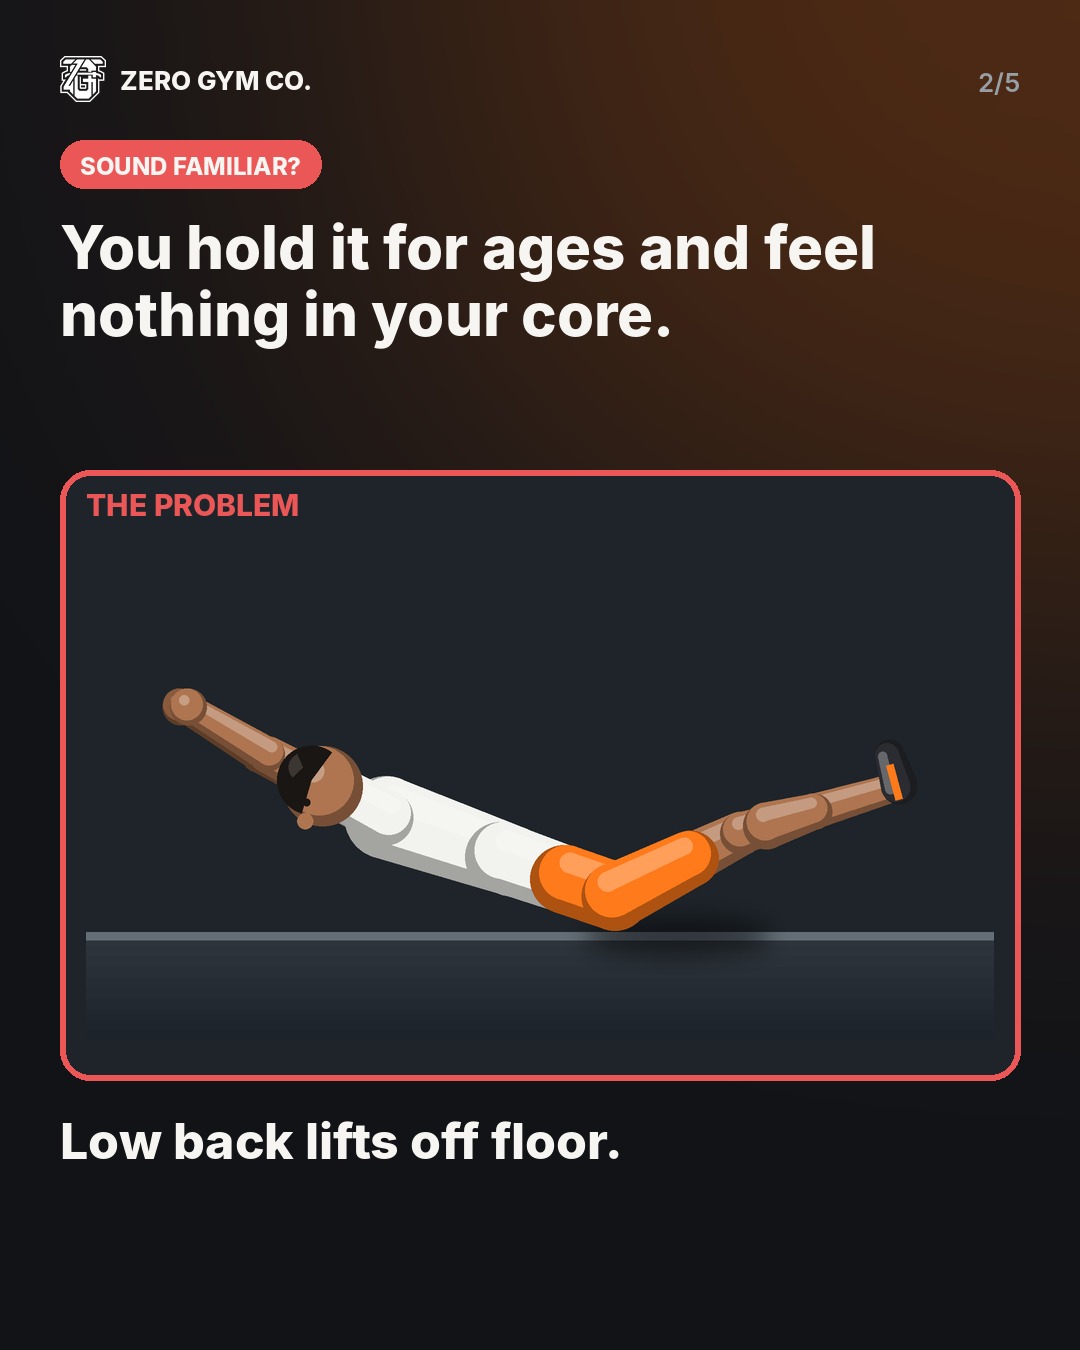 ZERO GYM CO.
2/5
SOUND FAMILIAR?
You hold it for ages and feel
nothing in your core.
THE PROBLEM
Low back lifts off floor.